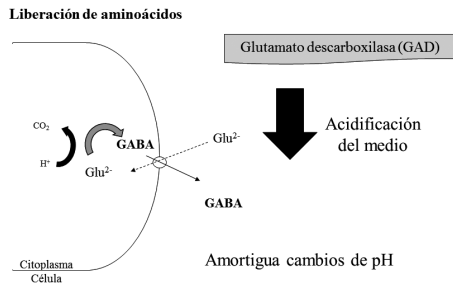 Liberación de aminoácidos
Glutamato descarboxilasa (GAD)
Acidificación
del medio
CO₂
H⁺
GABA
Glu²⁻
Glu²⁻
GABA
Amortigua cambios de pH
Citoplasma
Célula